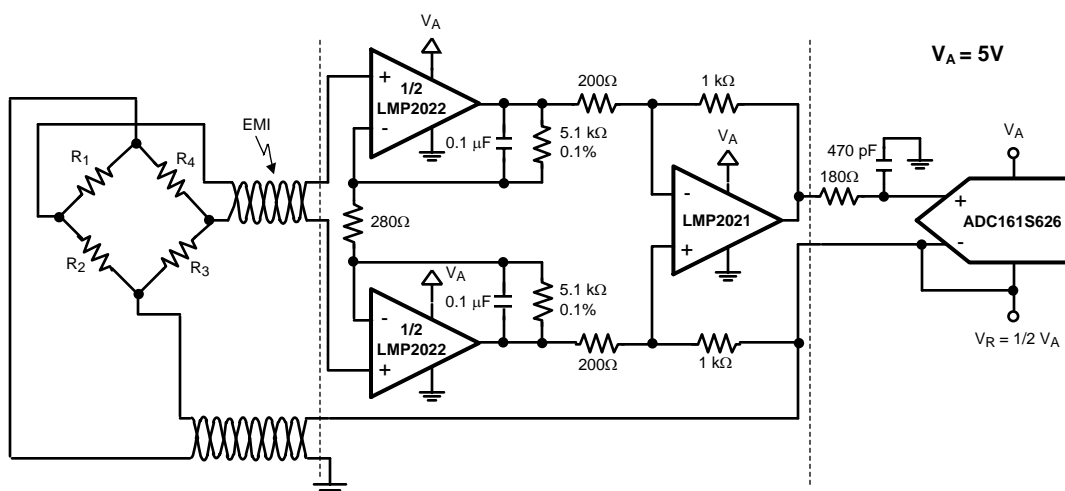 V_A
V_A = 5V
+
1/2
LMP2022
-
200Ω
1 kΩ
EMI
0.1 μF
5.1 kΩ
0.1%
V_A
V_A
470 pF
180Ω
R_1
R_4
-
LMP2021
+
+
ADC161S626
-
280Ω
R_2
R_3
V_A
0.1 μF
5.1 kΩ
0.1%
-
1/2
LMP2022
+
200Ω
1 kΩ
V_R = 1/2 V_A